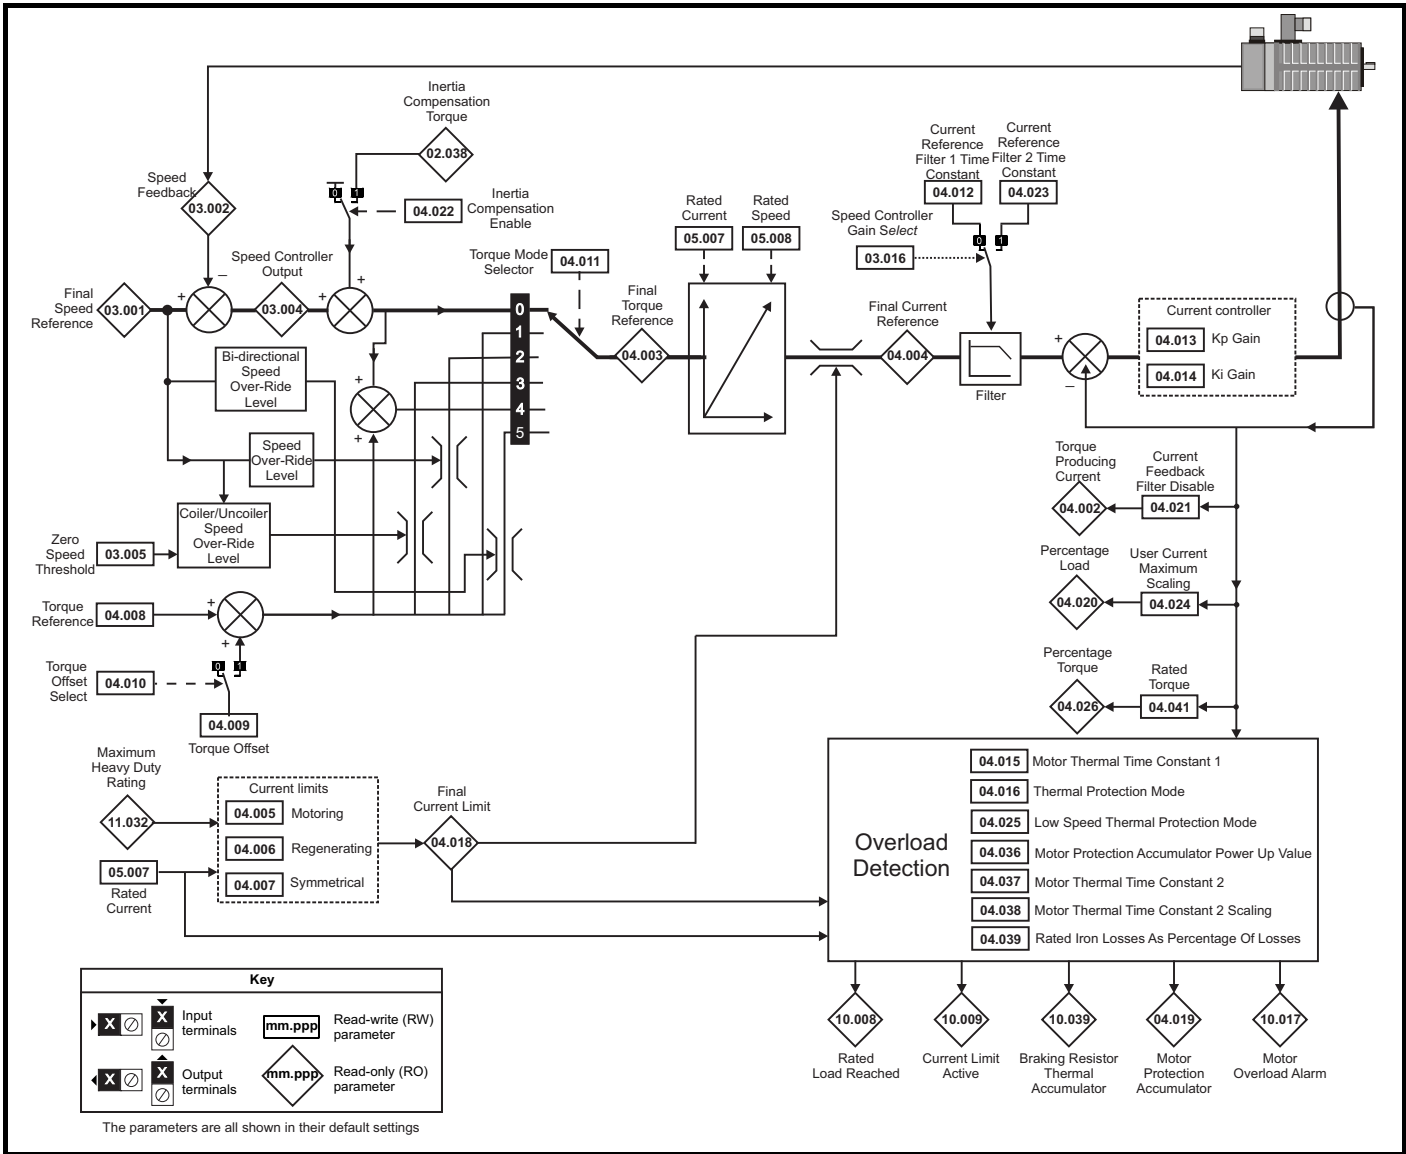 Inertia
Compensation
Torque
02.038
Current
Reference
Filter 1 Time
Constant
04.012
Current
Reference
Filter 2 Time
Constant
04.023
Speed
Feedback
03.002
0 1
04.022
Inertia
Compensation
Enable
Rated
Current
05.007
Rated
Speed
05.008
Speed Controller
Gain Select
03.016
0 1
Speed Controller
Output
03.004
Torque Mode
Selector
04.011
Final
Speed
Reference
03.001
+
–
+
+
+
+
0
1
2
3
4
5
Final
Torque
Reference
04.003
Final Current
Reference
04.004
Filter
–
Current controller
04.013 Kp Gain
04.014 Ki Gain
Bi-directional
Speed
Over-Ride
Level
Speed
Over-Ride
Level
Coiler/Uncoiler
Speed
Over-Ride
Level
Zero
Speed
Threshold
03.005
Torque
Reference
04.008
+
+
0 1
Torque
Offset
Select
04.010
04.009
Torque Offset
Torque
Producing
Current
04.002
Current
Feedback
Filter Disable
04.021
Percentage
Load
04.020
User Current
Maximum
Scaling
04.024
Percentage
Torque
04.026
Rated
Torque
04.041
Maximum
Heavy Duty
Rating
11.032
05.007
Rated
Current
Current limits
04.005 Motoring
04.006 Regenerating
04.007 Symmetrical
Final
Current Limit
04.018
Overload
Detection
04.015 Motor Thermal Time Constant 1
04.016 Thermal Protection Mode
04.025 Low Speed Thermal Protection Mode
04.036 Motor Protection Accumulator Power Up Value
04.037 Motor Thermal Time Constant 2
04.038 Motor Thermal Time Constant 2 Scaling
04.039 Rated Iron Losses As Percentage Of Losses
10.008
Rated
Load Reached
10.009
Current Limit
Active
10.039
Braking Resistor
Thermal
Accumulator
04.019
Motor
Protection
Accumulator
10.017
Motor
Overload Alarm
Key
X X Input
terminals
mm.ppp Read-write (RW)
parameter
X X Output
terminals
mm.ppp Read-only (RO)
parameter
The parameters are all shown in their default settings